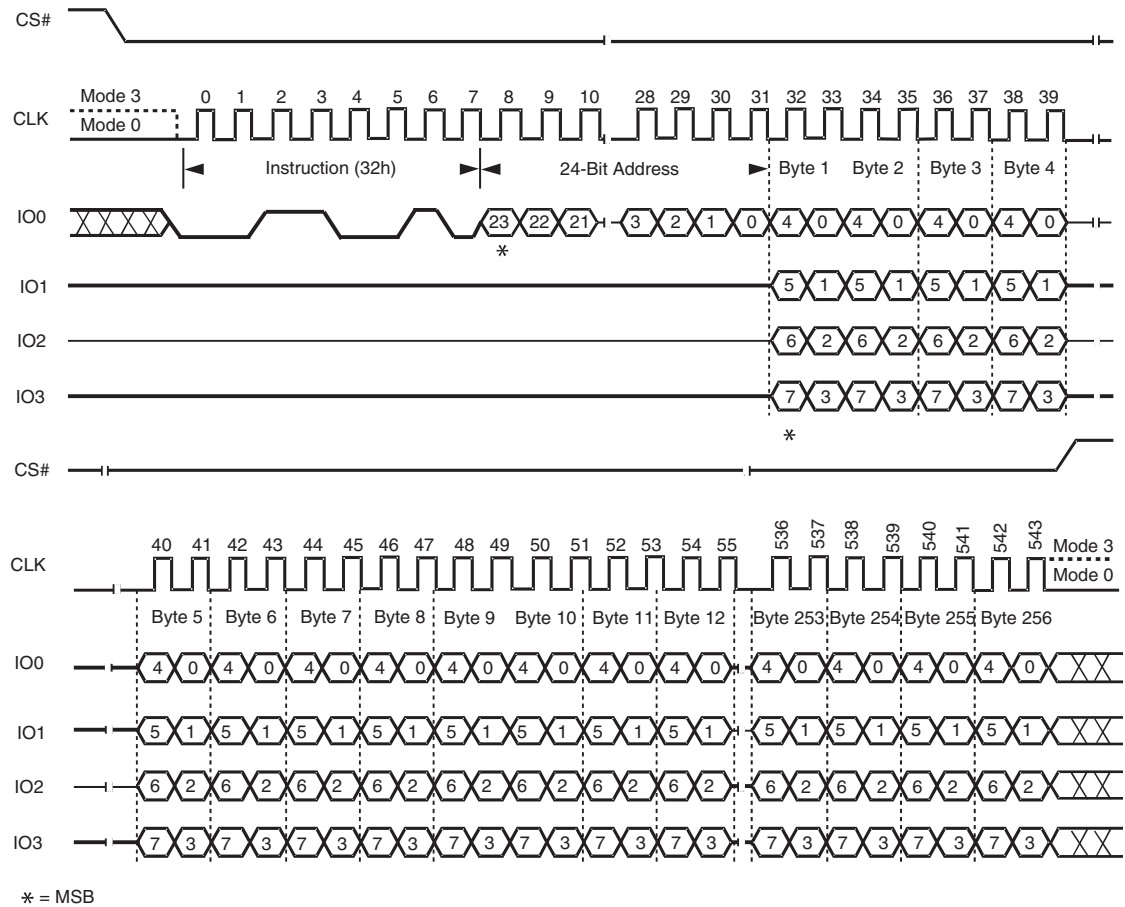 CS#
Mode 3 0 1 2 3 4 5 6 7 8 9 10 28 29 30 31 32 33 34 35 36 37 38 39
CLK
Mode 0
Instruction (32h) 24-Bit Address Byte 1 Byte 2 Byte 3 Byte 4
IO0 23 22 21 3 2 1 0 4 0 4 0 4 0 4 0
*
IO1 5 1 5 1 5 1 5 1
IO2 6 2 6 2 6 2 6 2
IO3 7 3 7 3 7 3 7 3
*
CS#
40 41 42 43 44 45 46 47 48 49 50 51 52 53 54 55 536 537 538 539 540 541 542 543 Mode 3
CLK Mode 0
Byte 5 Byte 6 Byte 7 Byte 8 Byte 9 Byte 10 Byte 11 Byte 12 Byte 253 Byte 254 Byte 255 Byte 256
IO0 4 0 4 0 4 0 4 0 4 0 4 0 4 0 4 0 4 0 4 0 4 0 4 0
IO1 5 1 5 1 5 1 5 1 5 1 5 1 5 1 5 1 5 1 5 1 5 1 5 1
IO2 6 2 6 2 6 2 6 2 6 2 6 2 6 2 6 2 6 2 6 2 6 2 6 2
IO3 7 3 7 3 7 3 7 3 7 3 7 3 7 3 7 3 7 3 7 3 7 3 7 3
* = MSB